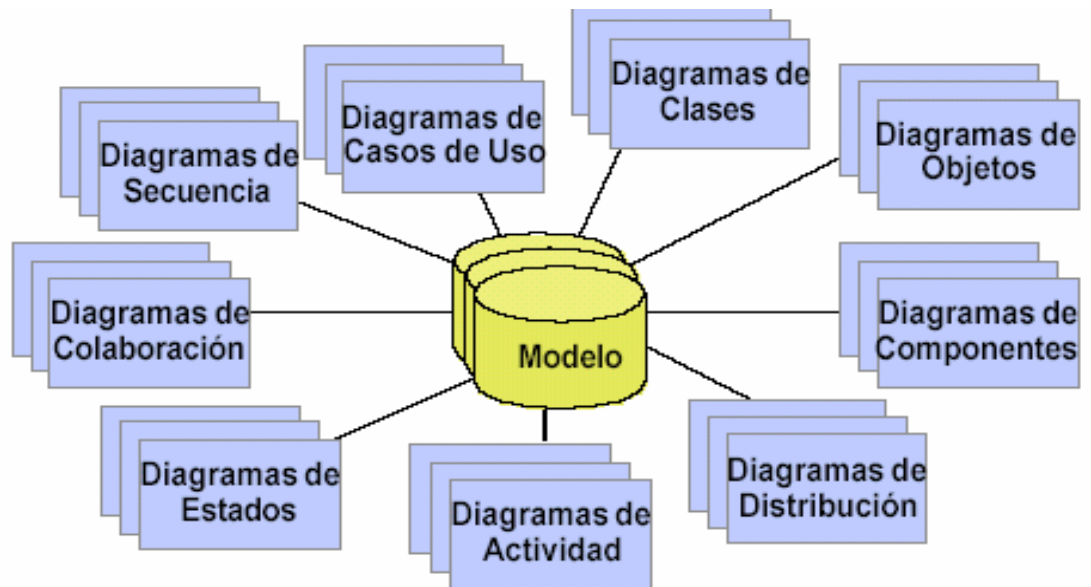 Diagramas de
Clases
Diagramas de
Casos de Uso
Diagramas de
Objetos
Diagramas de
Secuencia
Diagramas de
Colaboración
Modelo
Diagramas de
Componentes
Diagramas de
Estados
Diagramas de
Distribución
Diagramas de
Actividad